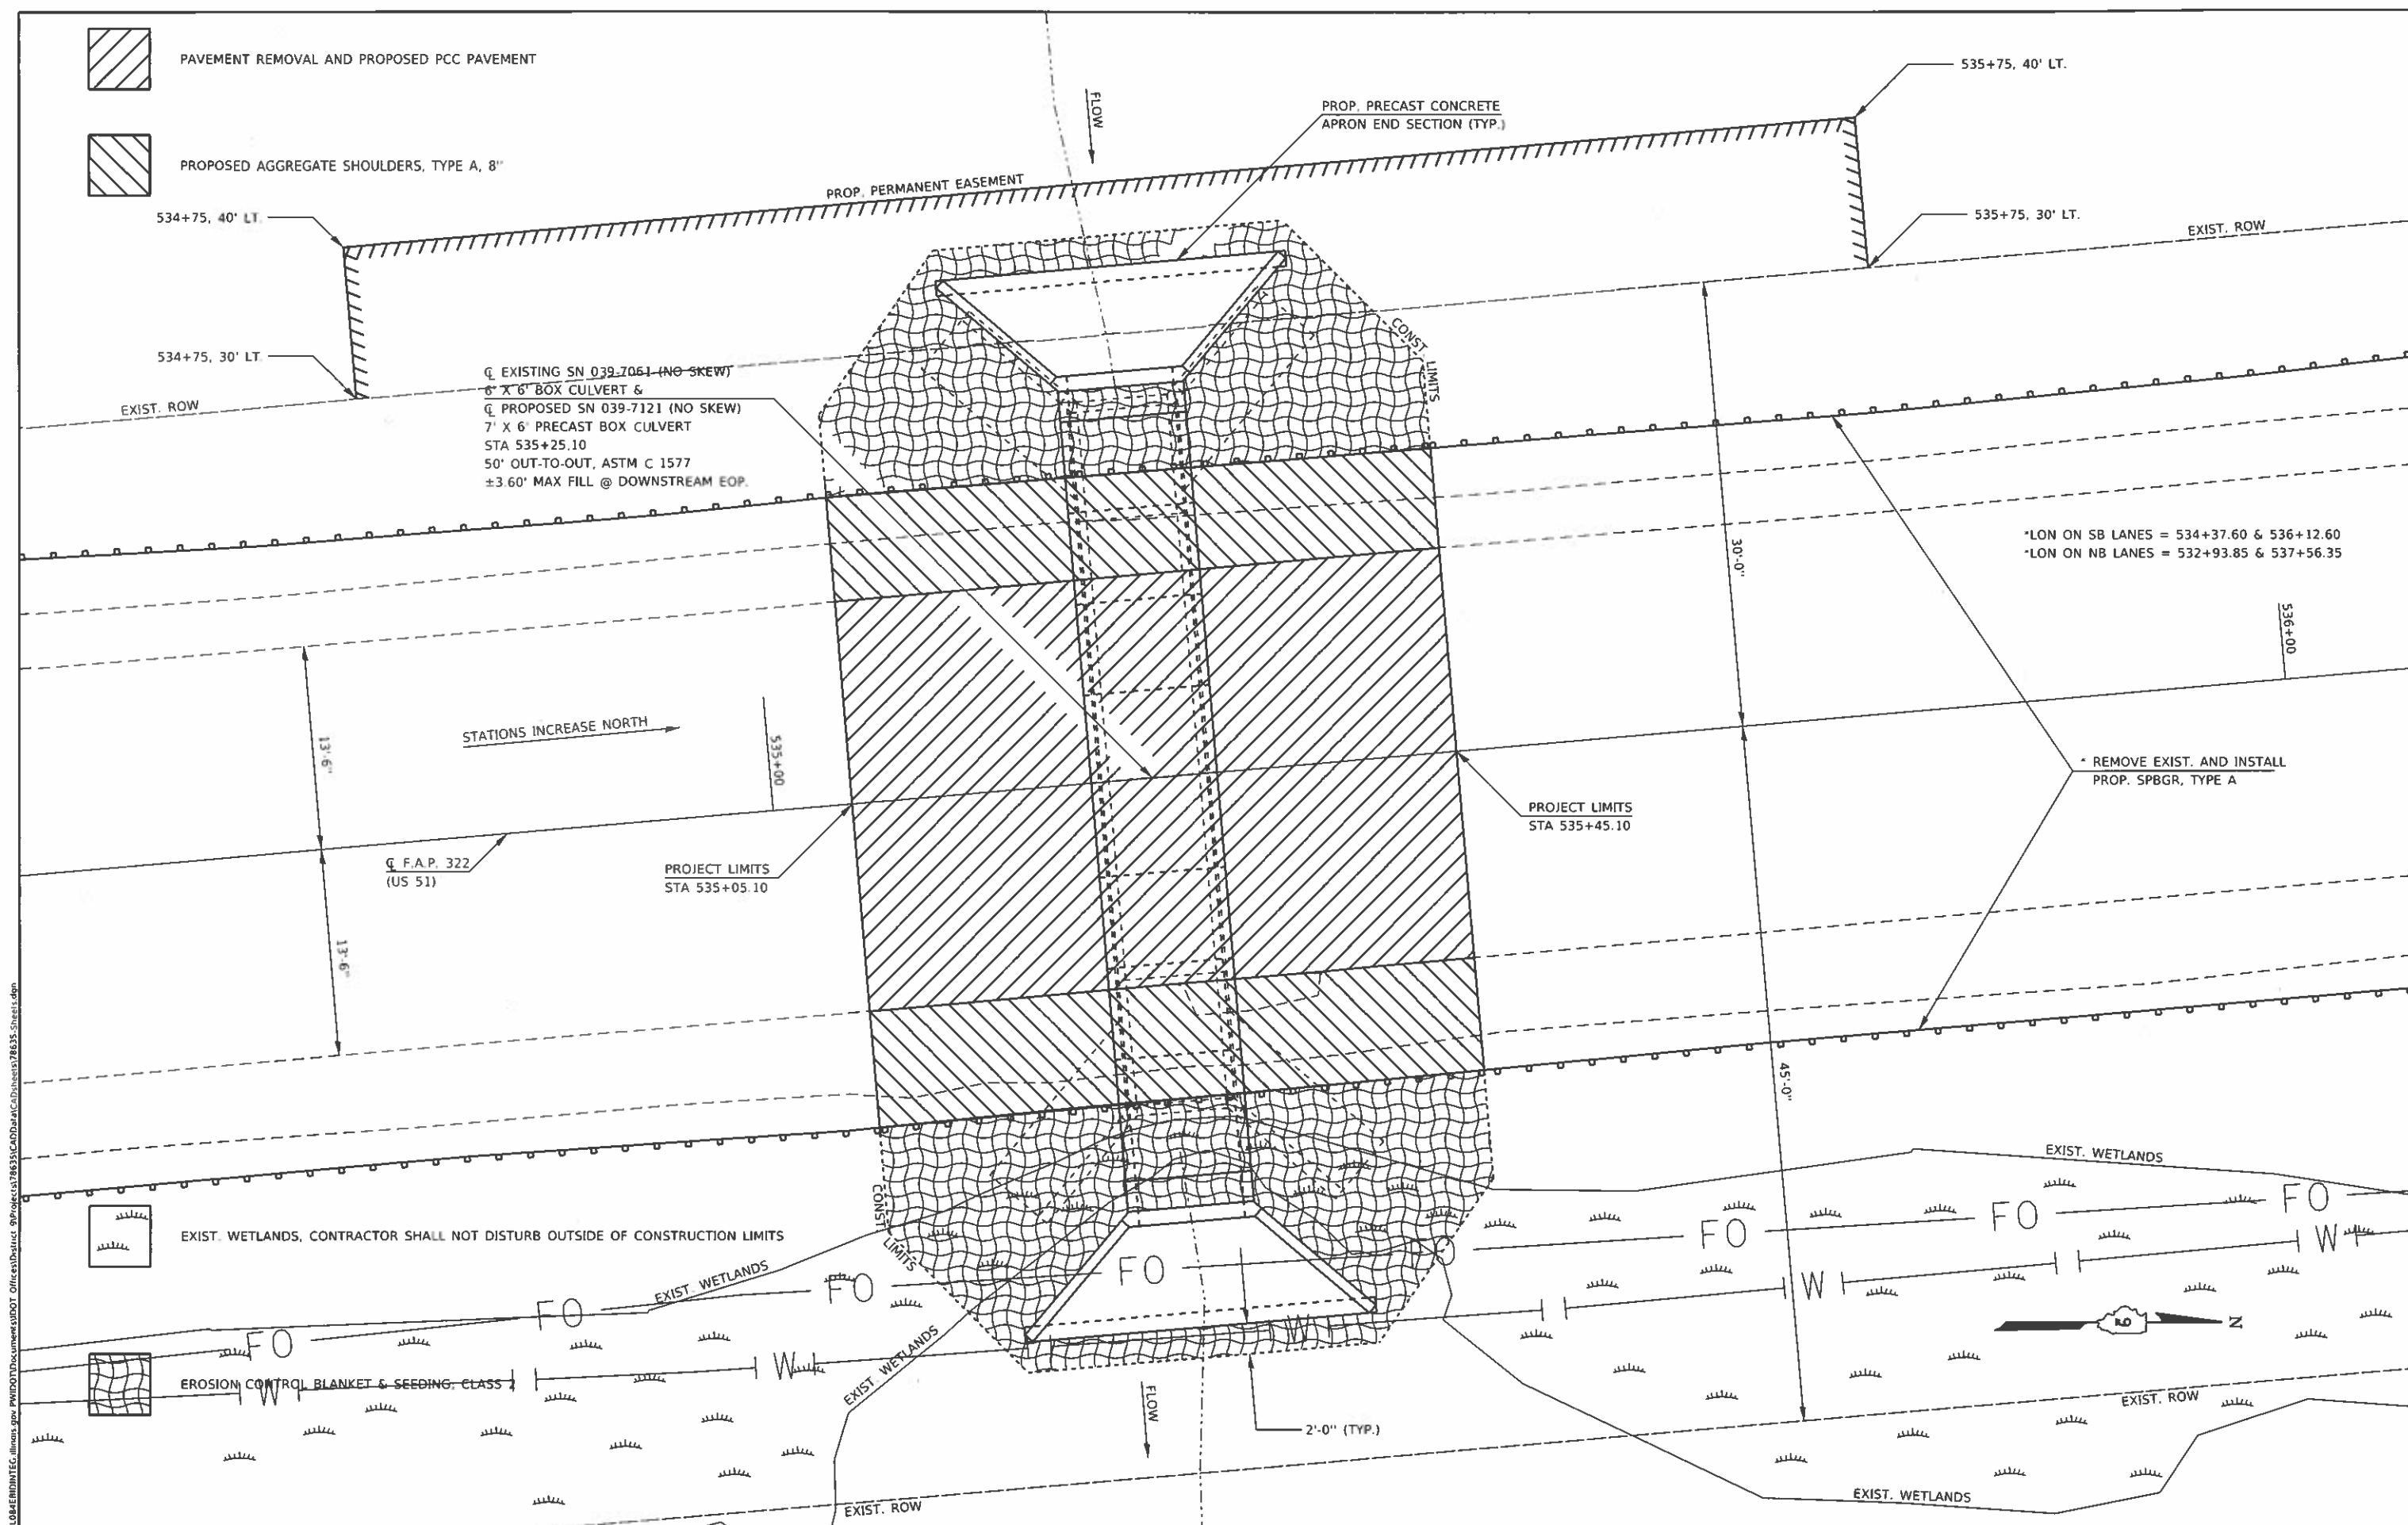 PAVEMENT REMOVAL AND PROPOSED PCC PAVEMENT
PROPOSED AGGREGATE SHOULDERS, TYPE A, 8"
534+75, 40' LT.
534+75, 30' LT.
EXIST. ROW
FLOW
PROP. PRECAST CONCRETE
APRON END SECTION (TYP.)
PROP. PERMANENT EASEMENT
535+75, 40' LT.
535+75, 30' LT.
EXIST. ROW
CONST. LIMITS
℄ EXISTING SN 039-7061 (NO SKEW)
6' X 6' BOX CULVERT &
℄ PROPOSED SN 039-7121 (NO SKEW)
7' X 6' PRECAST BOX CULVERT
STA 535+25.10
50' OUT-TO-OUT, ASTM C 1577
±3.60' MAX FILL @ DOWNSTREAM EOP.
30'-0"
*LON ON SB LANES = 534+37.60 & 536+12.60
*LON ON NB LANES = 532+93.85 & 537+56.35
536+00
STATIONS INCREASE NORTH
13'-6"
535+00
* REMOVE EXIST. AND INSTALL
PROP. SPBGR, TYPE A
PROJECT LIMITS
STA 535+45.10
℄ F.A.P. 322
(US 51)
PROJECT LIMITS
STA 535+05.10
13'-6"
45'-0"
EXIST. WETLANDS
CONST. LIMITS
EXIST. WETLANDS, CONTRACTOR SHALL NOT DISTURB OUTSIDE OF CONSTRUCTION LIMITS
EXIST. WETLANDS
FO
FO
FO
FO
FO
FO
FO
W
W
W
W
W
N
EROSION CONTROL BLANKET & SEEDING, CLASS 2
EXIST. WETLANDS
FLOW
2'-0" (TYP.)
EXIST. ROW
EXIST. ROW
EXIST. WETLANDS